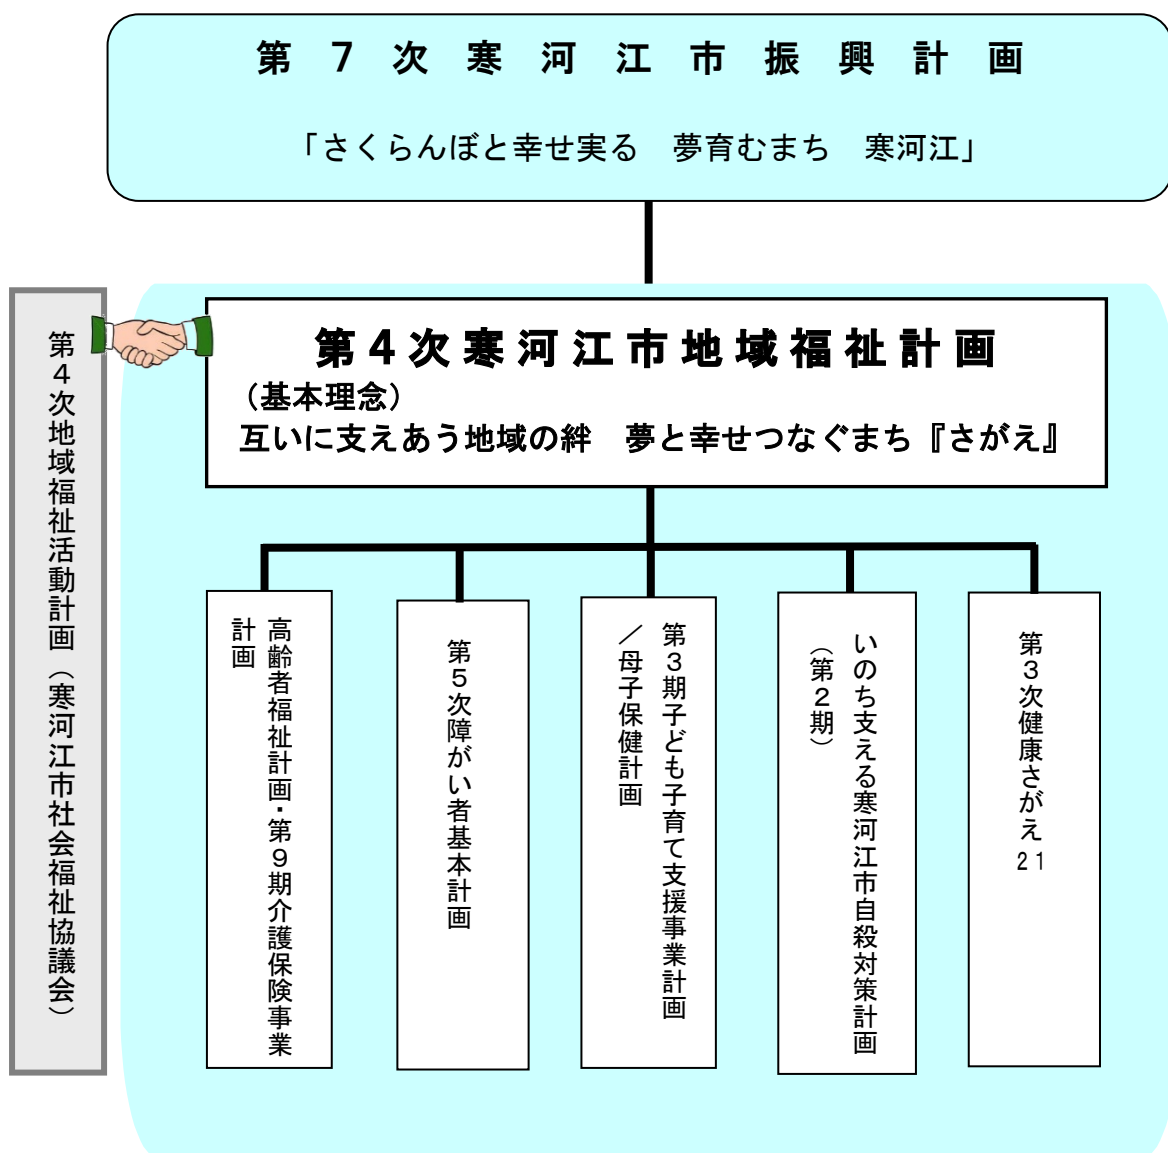 第７次寒河江市振興計画
「さくらんぼと幸せ実る　夢育むまち　寒河江」
第４次地域福祉活動計画（寒河江市社会福祉協議会）
第４次寒河江市地域福祉計画
（基本理念）
互いに支えあう地域の絆　夢と幸せつなぐまち『さがえ』
高齢者福祉計画・第９期介護保険事業
計画
第５次障がい者基本計画
第３期子ども子育て支援事業計画
／母子保健計画
いのち支える寒河江市自殺対策計画
（第２期）
第３次健康さがえ21